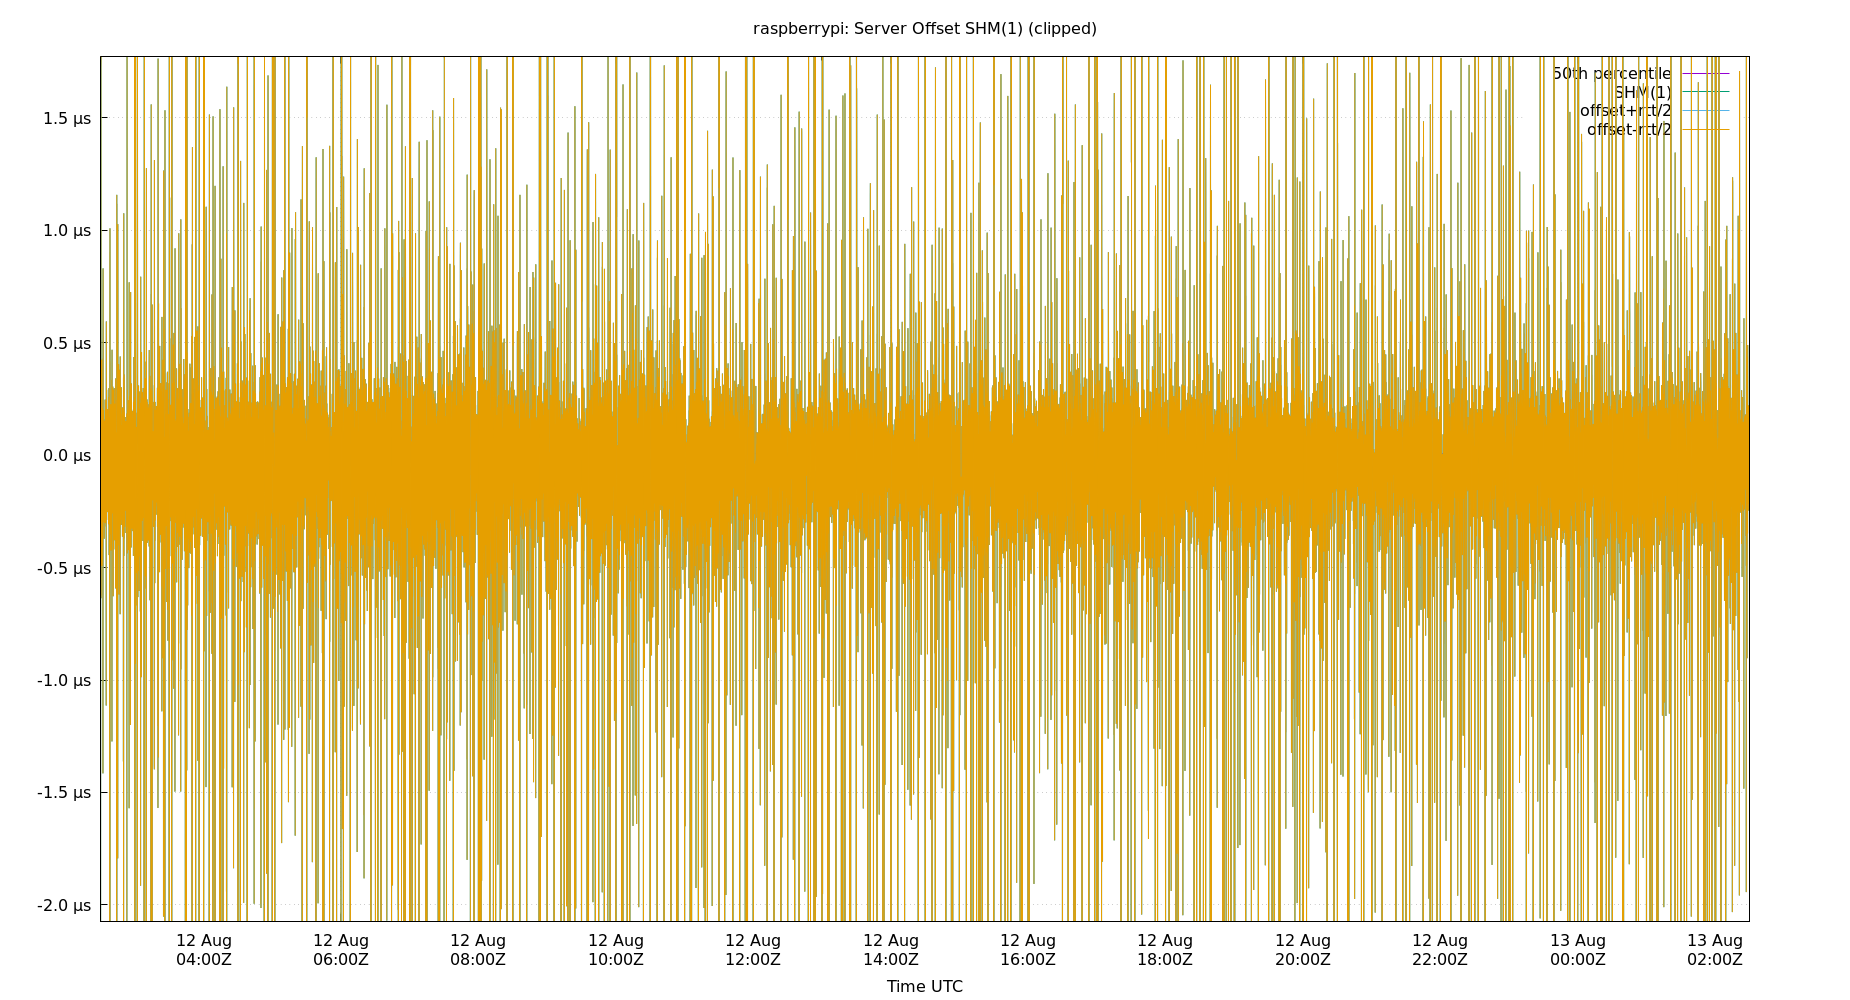 raspberrypi: Server Offset SHM(1) (clipped)
50th percentile
SHM(1)
offset+rtt/2
offset-rtt/2
1.5 µs
1.0 µs
0.5 µs
0.0 µs
-0.5 µs
-1.0 µs
-1.5 µs
-2.0 µs
12 Aug 12 Aug 12 Aug 12 Aug 12 Aug 12 Aug 12 Aug 12 Aug 12 Aug 12 Aug 13 Aug 13 Aug
04:00Z 06:00Z 08:00Z 10:00Z 12:00Z 14:00Z 16:00Z 18:00Z 20:00Z 22:00Z 00:00Z 02:00Z
Time UTC